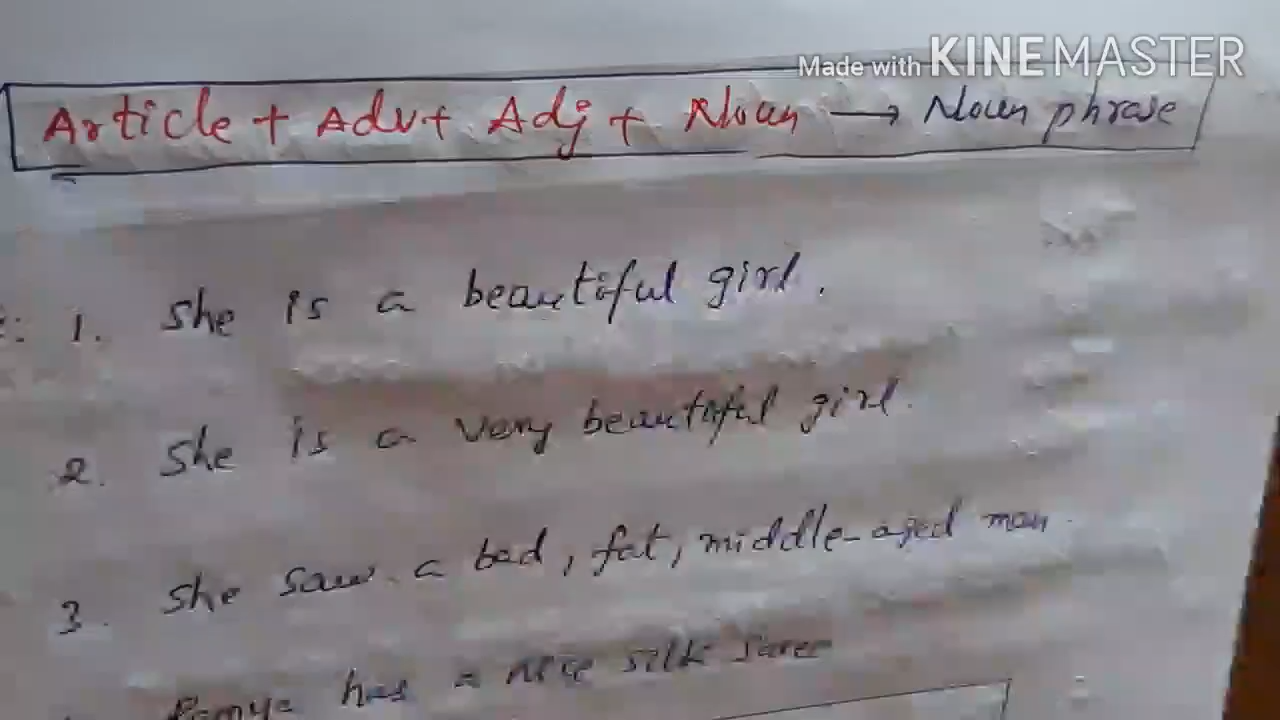 Made with KINEMASTER
Article + Adv+ Adj + Noun → Noun phrase
1. She is a beautiful girl.
2. She is a very beautiful girl.
3. She saw a bad, fat, middle-aged man.
Ramya has a nice silk saree